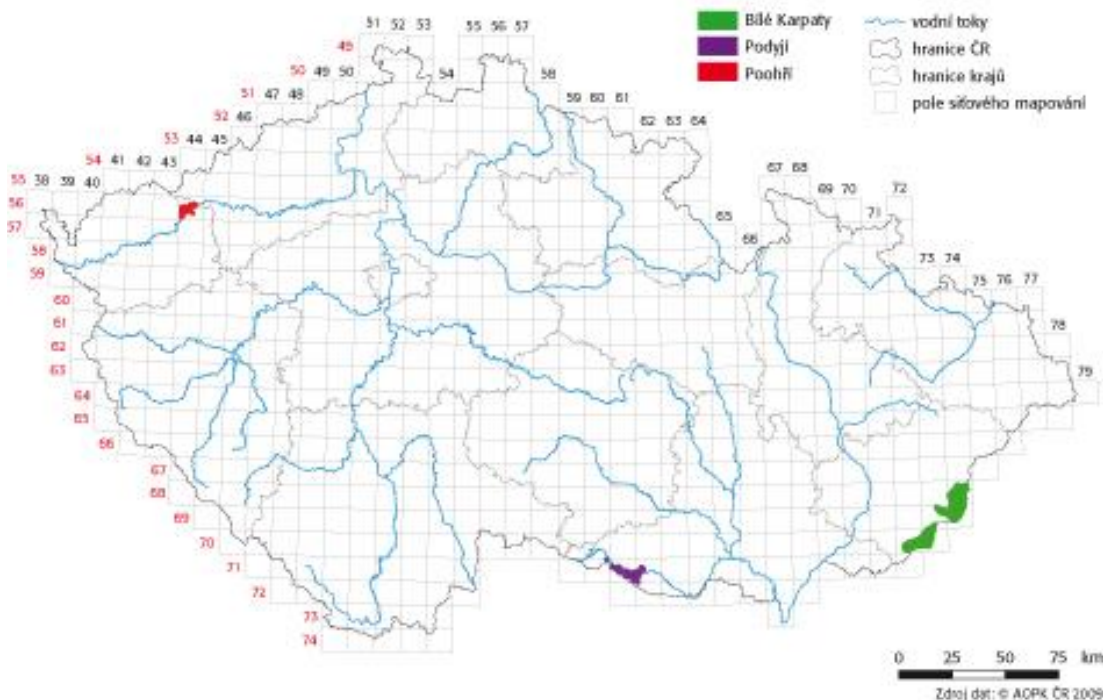 51 52 53
55 56 57
49
50 49 50
54
58
51 47 48
59 60 61
52 46
62 63 64
53 44 45
54 41 42 43
55 38 39 40
56
57
58
59
60
61
62
63
64
65
66
67
68
69
70
71
72
73
74
65
66
67 68
69 70
71
72
73 74
75 76 77
78
79
Bílé Karpaty
Podyjí
Poohří
vodní toky
hranice ČR
hranice krajů
pole síťového mapování
0 25 50 75 km
Zdroj dat: © AOPK ČR 2009